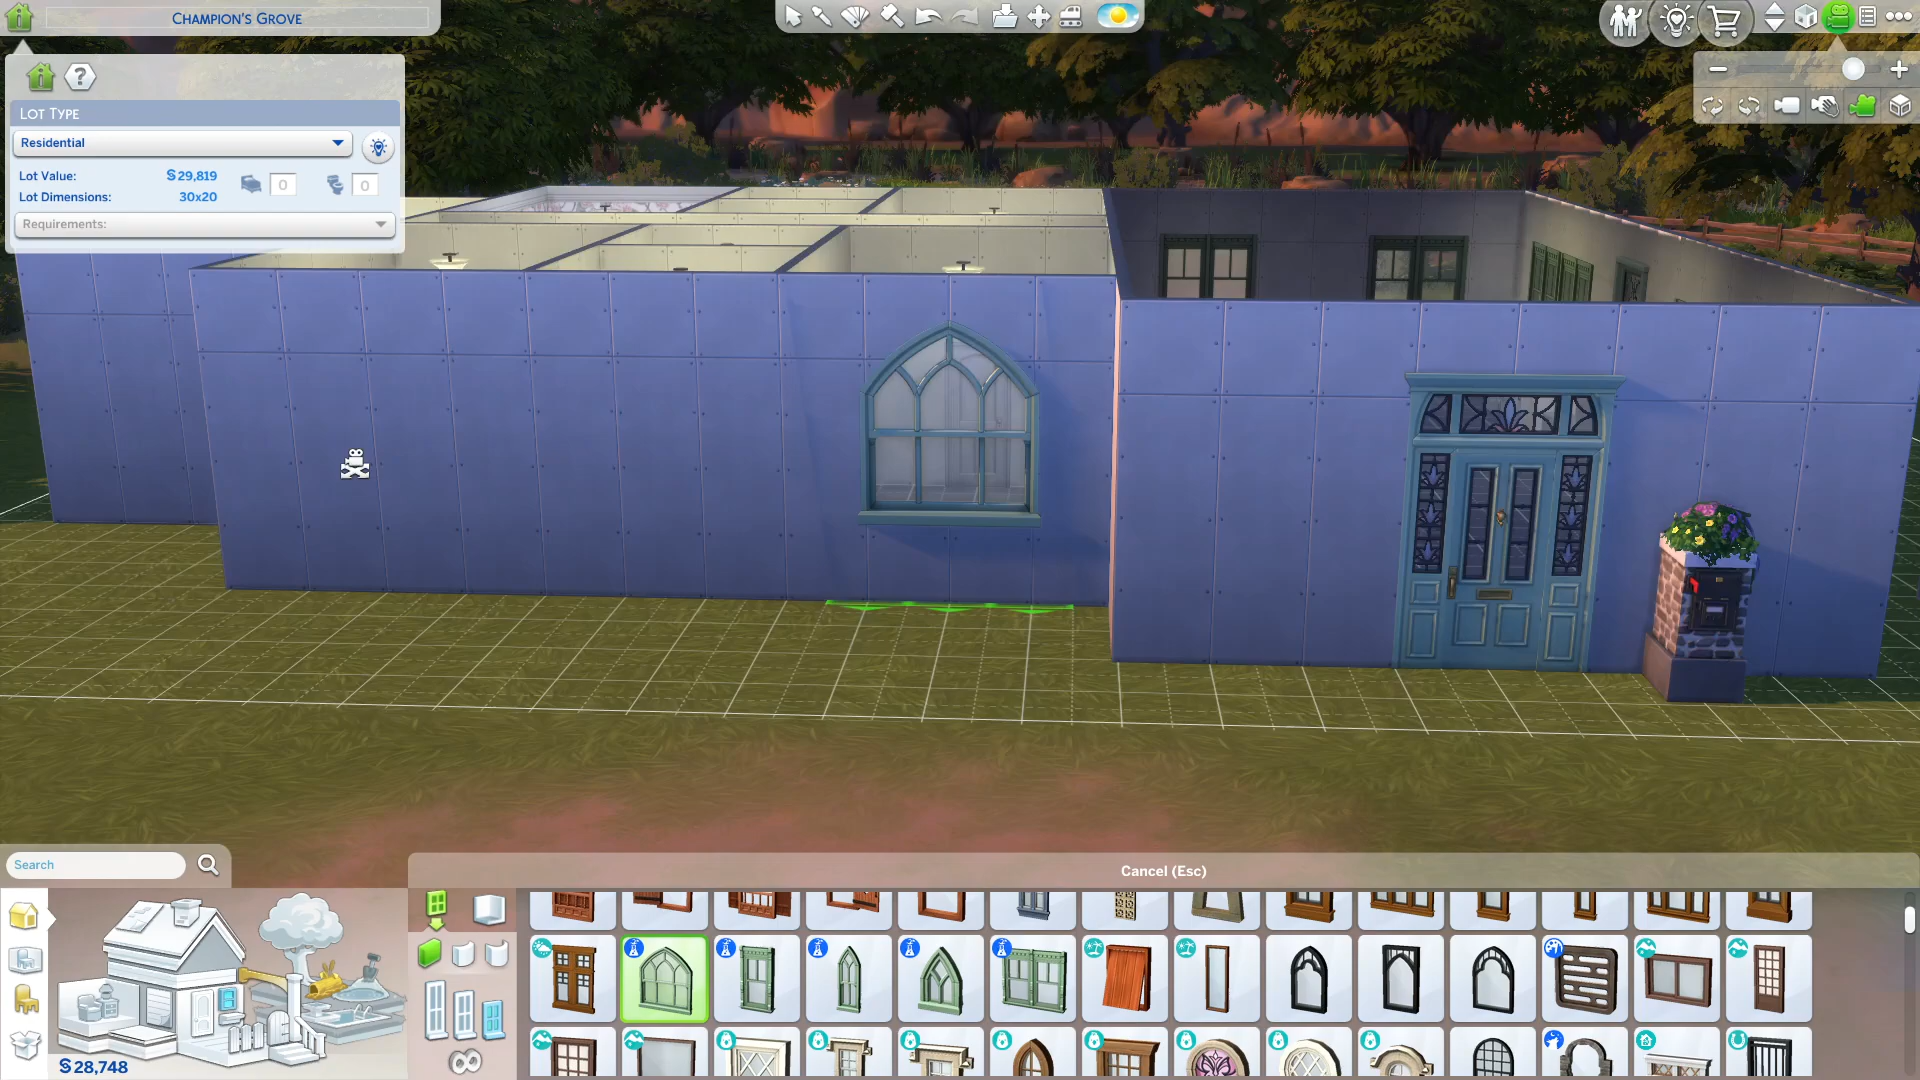 Champion's Grove
Lot Type
Residential
Lot Value: §29,819
0
0
Lot Dimensions: 30x20
Requirements:
Search
Cancel (Esc)
§28,748